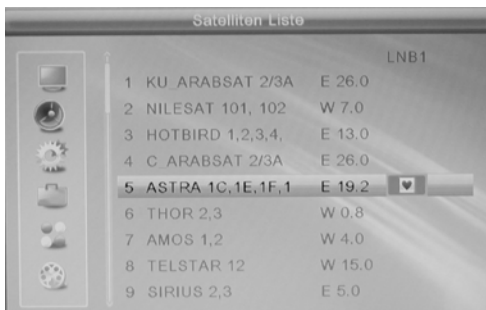 Satelliten Liste
LNB1
1 KU_ARABSAT 2/3A E 26.0
2 NILESAT 101, 102 W 7.0
3 HOTBIRD 1,2,3,4, E 13.0
4 C_ARABSAT 2/3A E 26.0
5 ASTRA 1C,1E,1F,1 E 19.2
6 THOR 2,3 W 0.8
7 AMOS 1,2 W 4.0
8 TELSTAR 12 W 15.0
9 SIRIUS 2,3 E 5.0